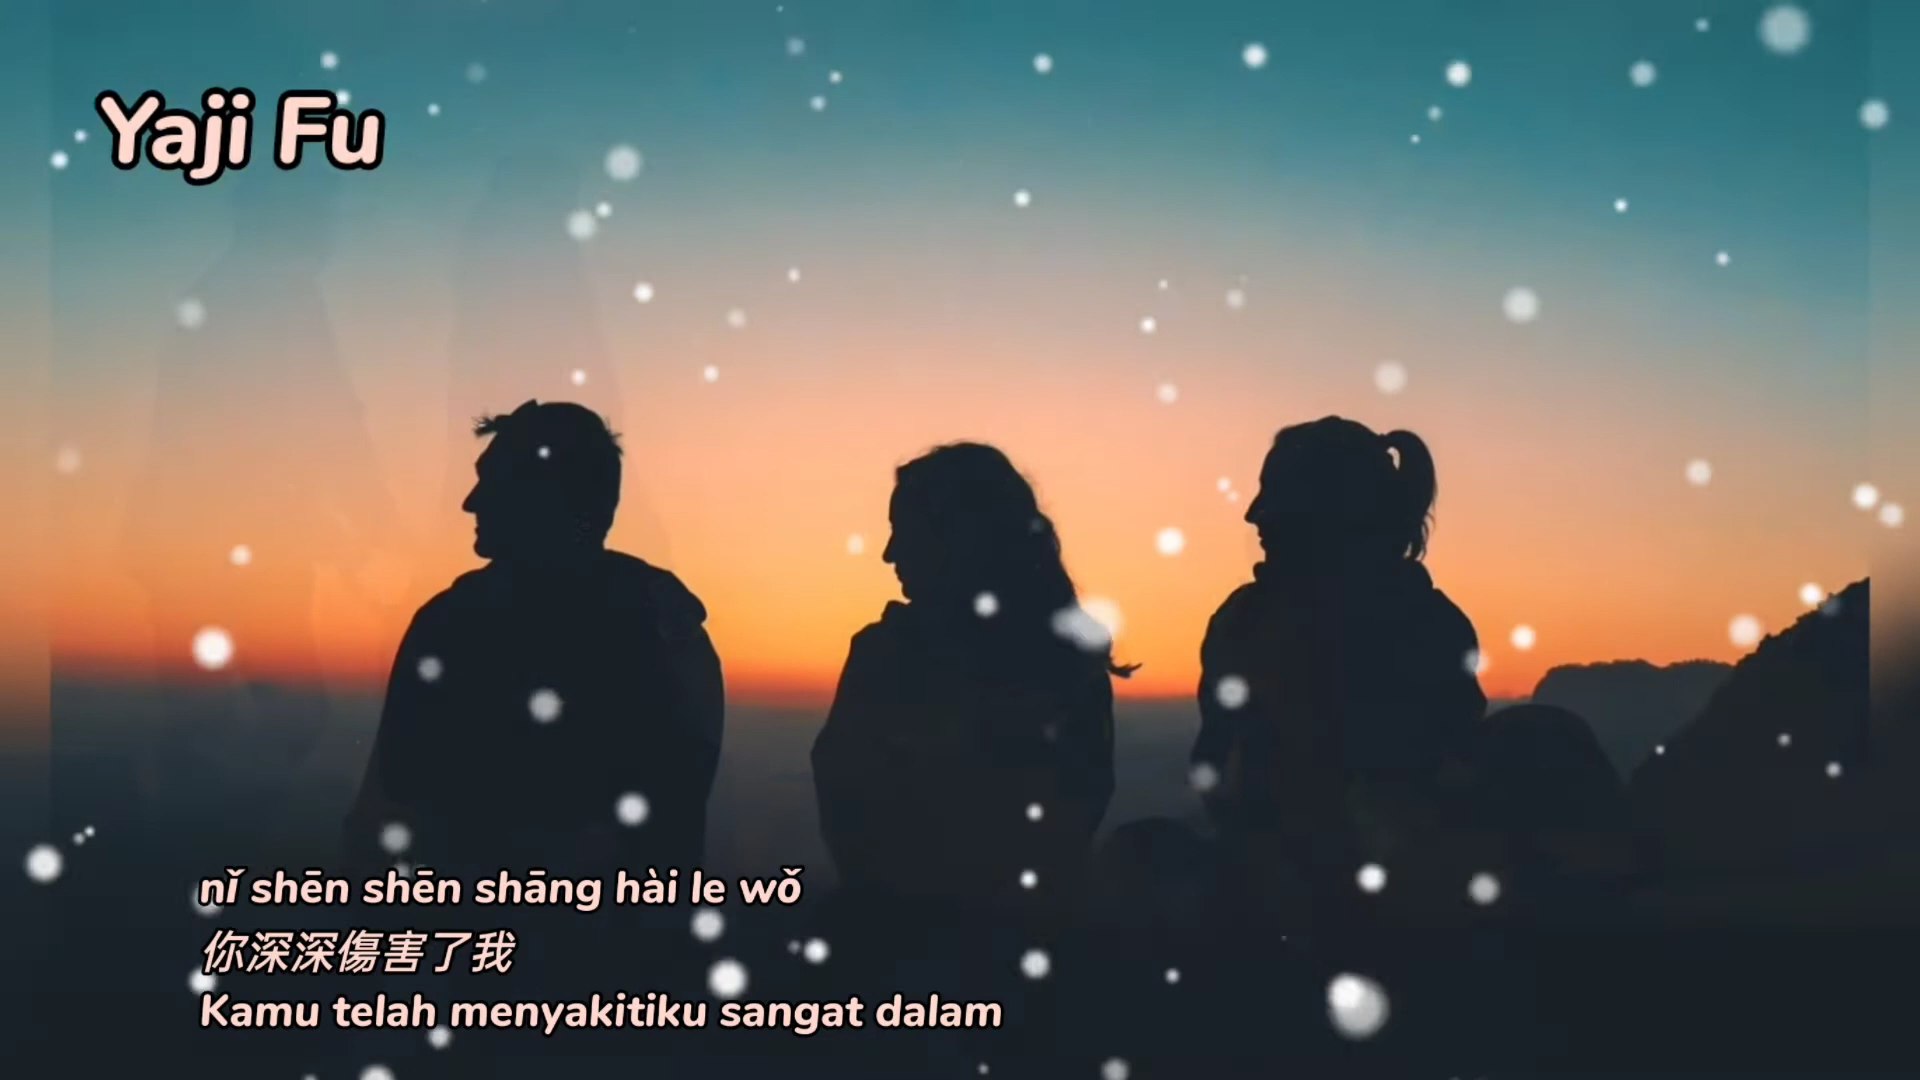 Yaji Fu
nǐ shēn shēn shāng hài le wǒ
你深深傷害了我
Kamu telah menyakitiku sangat dalam